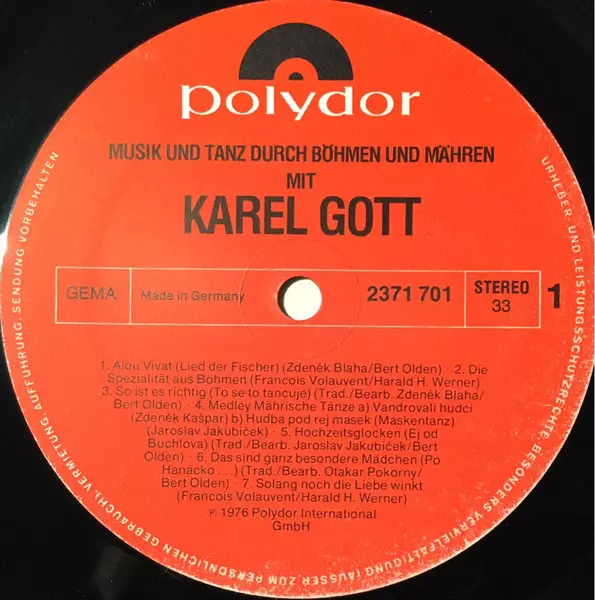 polydor
MUSIK UND TANZ DURCH BÖHMEN UND MÄHREN
MIT
KAREL GOTT
GEMA
Made in Germany
2371 701
STEREO
33
1
1. Alou Vivat (Lied der Fischer) (Zdeněk Blaha/Bert Olden) · 2. Die
Spezialität aus Bohmen (Francois Volauvent/Harald H. Werner)
3. So ist es richtig (To se to tancuje) (Trad./Bearb. Zdeněk Blaha/
Bert Olden) · 4. Medley Mährische Tänze a) Vandrovali hudci
(Zdeněk Kašpar) b) Hudba pod rej masek (Maskentanz)
(Jaroslav Jakubiček) · 5. Hochzeitsglocken (Ej od
Buchlova) (Trad./Bearb. Jaroslav Jakubiček/Bert
Olden) · 6. Das sind ganz besondere Mädchen (Po
Hanácko . . .) (Trad./Bearb. Otakar Pokorny/
Bert Olden) · 7. Solang noch die Liebe winkt
(Francois Volauvent/Harald H. Werner)
℗ 1976 Polydor International
GmbH
URHEBER- UND LEISTUNGSSCHUTZRECHTE, BESONDERS VERVIELFÄLTIGUNG (AUSSER ZUM PERSÖNLICHEN GEBRAUCH), VERMIETUNG, AUFFÜHRUNG, SENDUNG VORBEHALTEN